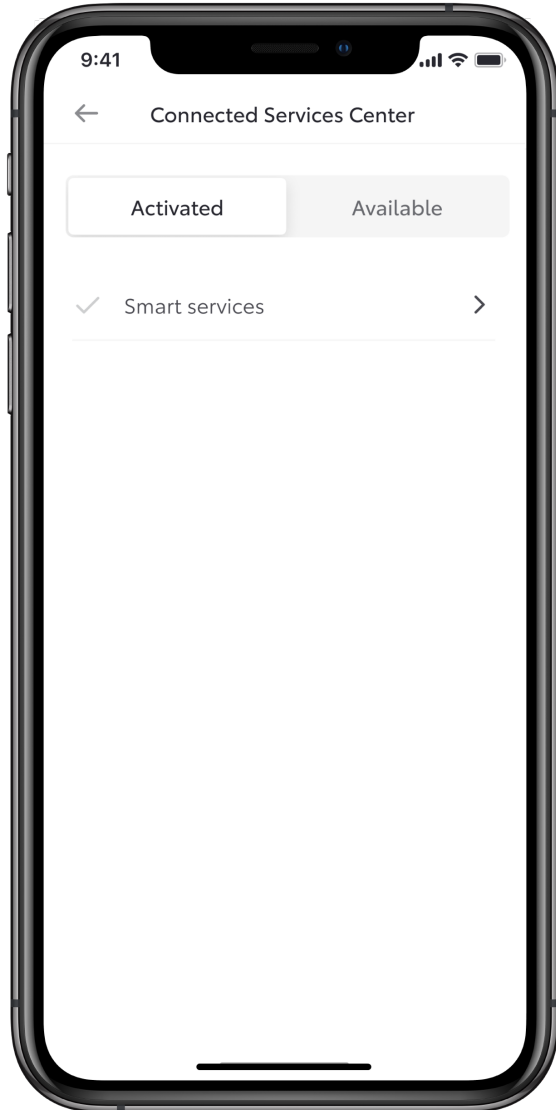 9:41
Connected Services Center
Activated
Available
Smart services